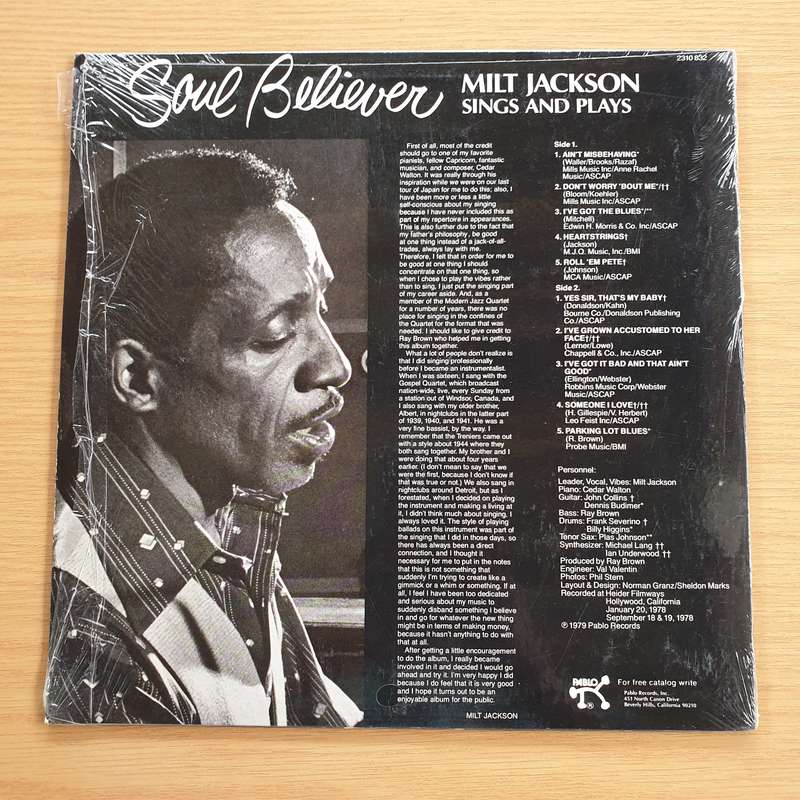 2310 832
Soul Believer
MILT JACKSON
SINGS AND PLAYS
First of all, most of the credit
should go to one of my favorite
pianists, fellow Capricorn, fantastic
musician, and composer, Cedar
Walton. It was really through his
inspiration while we were on our last
tour of Japan for me to do this; also, I
have been more or less a little
self-conscious about my singing
because I have never included this as
part of my repertoire in appearances.
This is also further due to the fact that
my father's philosophy, be good
at one thing instead of a jack-of-all-
trades, always lay with me.
Therefore, I felt that in order for me to
be good at one thing I should
concentrate on that one thing, so
when I chose to play the vibes rather
than to sing, I just put the singing part
of my career aside. And, as a
member of the Modern Jazz Quartet
for a number of years, there was no
place for singing in the confines of
the Quartet for the format that was
needed. I should like to give credit to
Ray Brown who helped me in getting
this album together.
What a lot of people don't realize is
that I did singing professionally
before I became an instrumentalist.
When I was sixteen, I sang with the
Gospel Quartet, which broadcast
nation-wide, live, every Sunday from
a station out of Windsor, Canada, and
I also sang with my older brother,
Albert, in nightclubs in the latter part
of 1939, 1940, and 1941. He was a
very fine bassist, by the way. I
remember that the Treniers came out
with a style about 1944 where they
both sang together. My brother and I
were doing that about four years
earlier. (I don't mean to say that we
were the first, because I don't know if
that was true or not.) We also sang in
nightclubs around Detroit, but as I
forestated, when I decided on playing
the instrument and making a living at
it, I didn't think much about singing. I
always loved it. The style of playing
ballads on this instrument was part of
the singing that I did in those days, so
there has always been a direct
connection, and I thought it
necessary for me to put in the notes
that this is not something that
suddenly I'm trying to create like a
gimmick or a whim or something. If at
all, I feel I have been too dedicated
and serious about my music to
suddenly disband something I believe
in and go for whatever the new thing
might be in terms of making money,
because it hasn't anything to do with
that at all.
After getting a little encouragement
to do the album, I really became
involved in it and decided I would go
ahead and try it. I'm very happy I did
because I do feel that it is very good
and I hope it turns out to be an
enjoyable album for the public.
MILT JACKSON
Side 1.
1. AIN'T MISBEHAVING*
(Waller/Brooks/Razaf)
Mills Music Inc/Anne Rachel
Music/ASCAP
2. DON'T WORRY 'BOUT ME*/††
(Bloom/Koehler)
Mills Music Inc/ASCAP
3. I'VE GOT THE BLUES*/**
(Mitchell)
Edwin H. Morris & Co. Inc/ASCAP
4. HEARTSTRINGS†
(Jackson)
M.J.Q. Music, Inc./BMI
5. ROLL 'EM PETE†
(Johnson)
MCA Music/ASCAP
Side 2.
1. YES SIR, THAT'S MY BABY†
(Donaldson/Kahn)
Bourne Co./Donaldson Publishing
Co./ASCAP
2. I'VE GROWN ACCUSTOMED TO HER
FACE†/††
(Lerner/Lowe)
Chappell & Co., Inc./ASCAP
3. I'VE GOT IT BAD AND THAT AIN'T
GOOD*
(Ellington/Webster)
Robbins Music Corp/Webster
Music/ASCAP
4. SOMEONE I LOVE†/††
(H. Gillespie/V. Herbert)
Leo Feist Inc/ASCAP
5. PARKING LOT BLUES*
(R. Brown)
Probe Music/BMI
Personnel:
Leader, Vocal, Vibes: Milt Jackson
Piano: Cedar Walton
Guitar: John Collins †
Dennis Budimer*
Bass: Ray Brown
Drums: Frank Severino †
Billy Higgins*
Tenor Sax: Plas Johnson**
Synthesizer: Michael Lang ††
Ian Underwood ††
Produced by Ray Brown
Engineer: Val Valentin
Photos: Phil Stern
Layout & Design: Norman Granz/Sheldon Marks
Recorded at Heider Filmways
Hollywood, California
January 20, 1978
September 18 & 19, 1978
℗ 1979 Pablo Records
PABLO
®
For free catalog write
Pablo Records, Inc.
451 North Canon Drive
Beverly Hills, California 90210